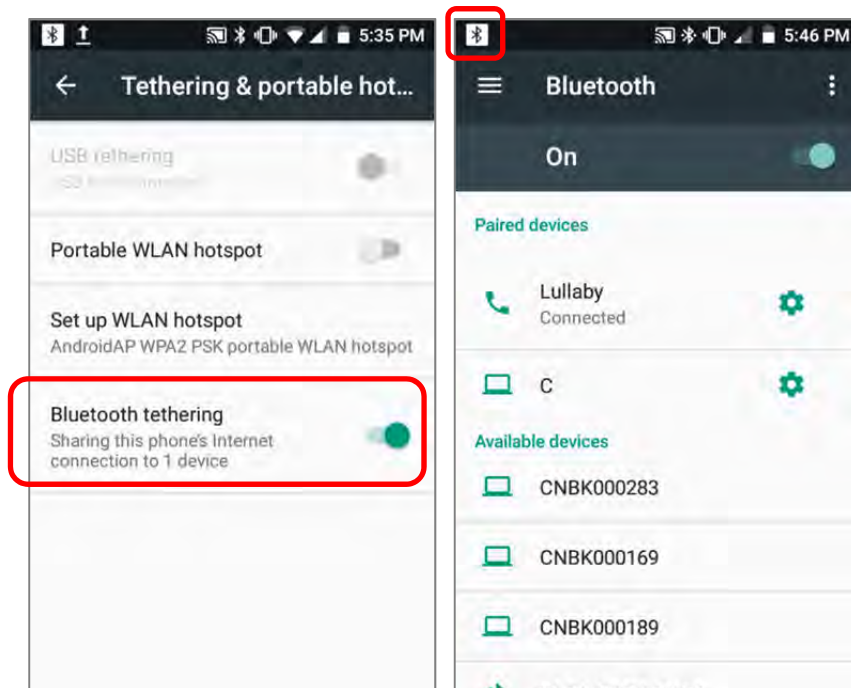 5:35 PM
Tethering & portable hot...
USB tethering
Portable WLAN hotspot
Set up WLAN hotspot
AndroidAP WPA2 PSK portable WLAN hotspot
Bluetooth tethering
Sharing this phone's Internet
connection to 1 device
5:46 PM
Bluetooth
On
Paired devices
Lullaby
Connected
C
Available devices
CNBK000283
CNBK000169
CNBK000189